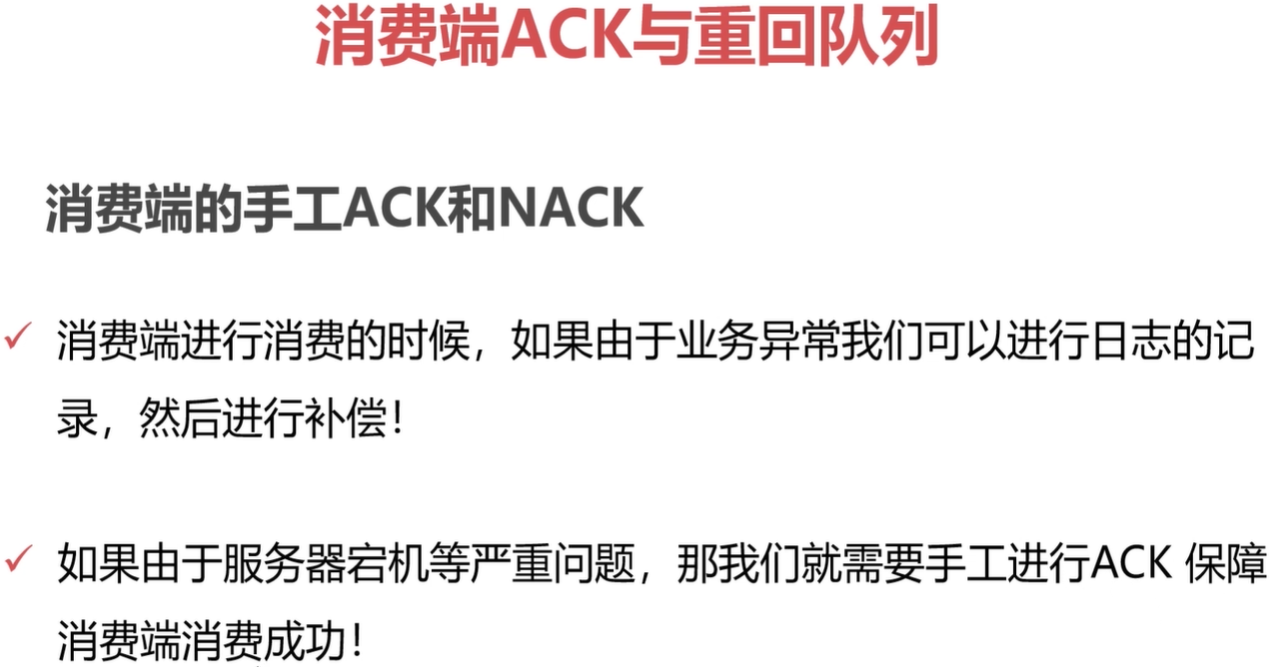 消费端ACK与重回队列
消费端的手工ACK和NACK
消费端进行消费的时候，如果由于业务异常我们可以进行日志的记
录，然后进行补偿！
如果由于服务器宕机等严重问题，那我们就需要手工进行ACK 保障
消费端消费成功！